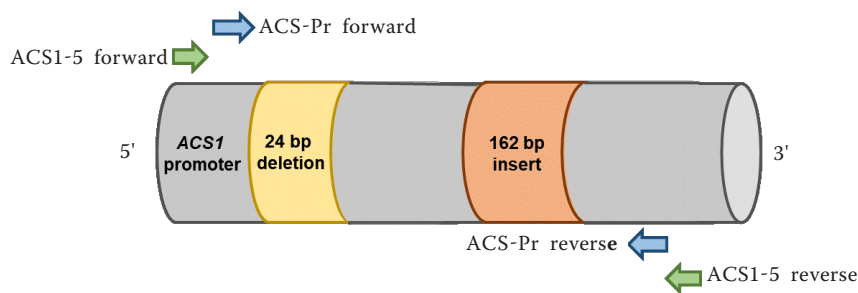 ACS-Pr forward
ACS1-5 forward
5'
ACS1
promoter
24 bp
deletion
162 bp
insert
3'
ACS-Pr reverse
ACS1-5 reverse